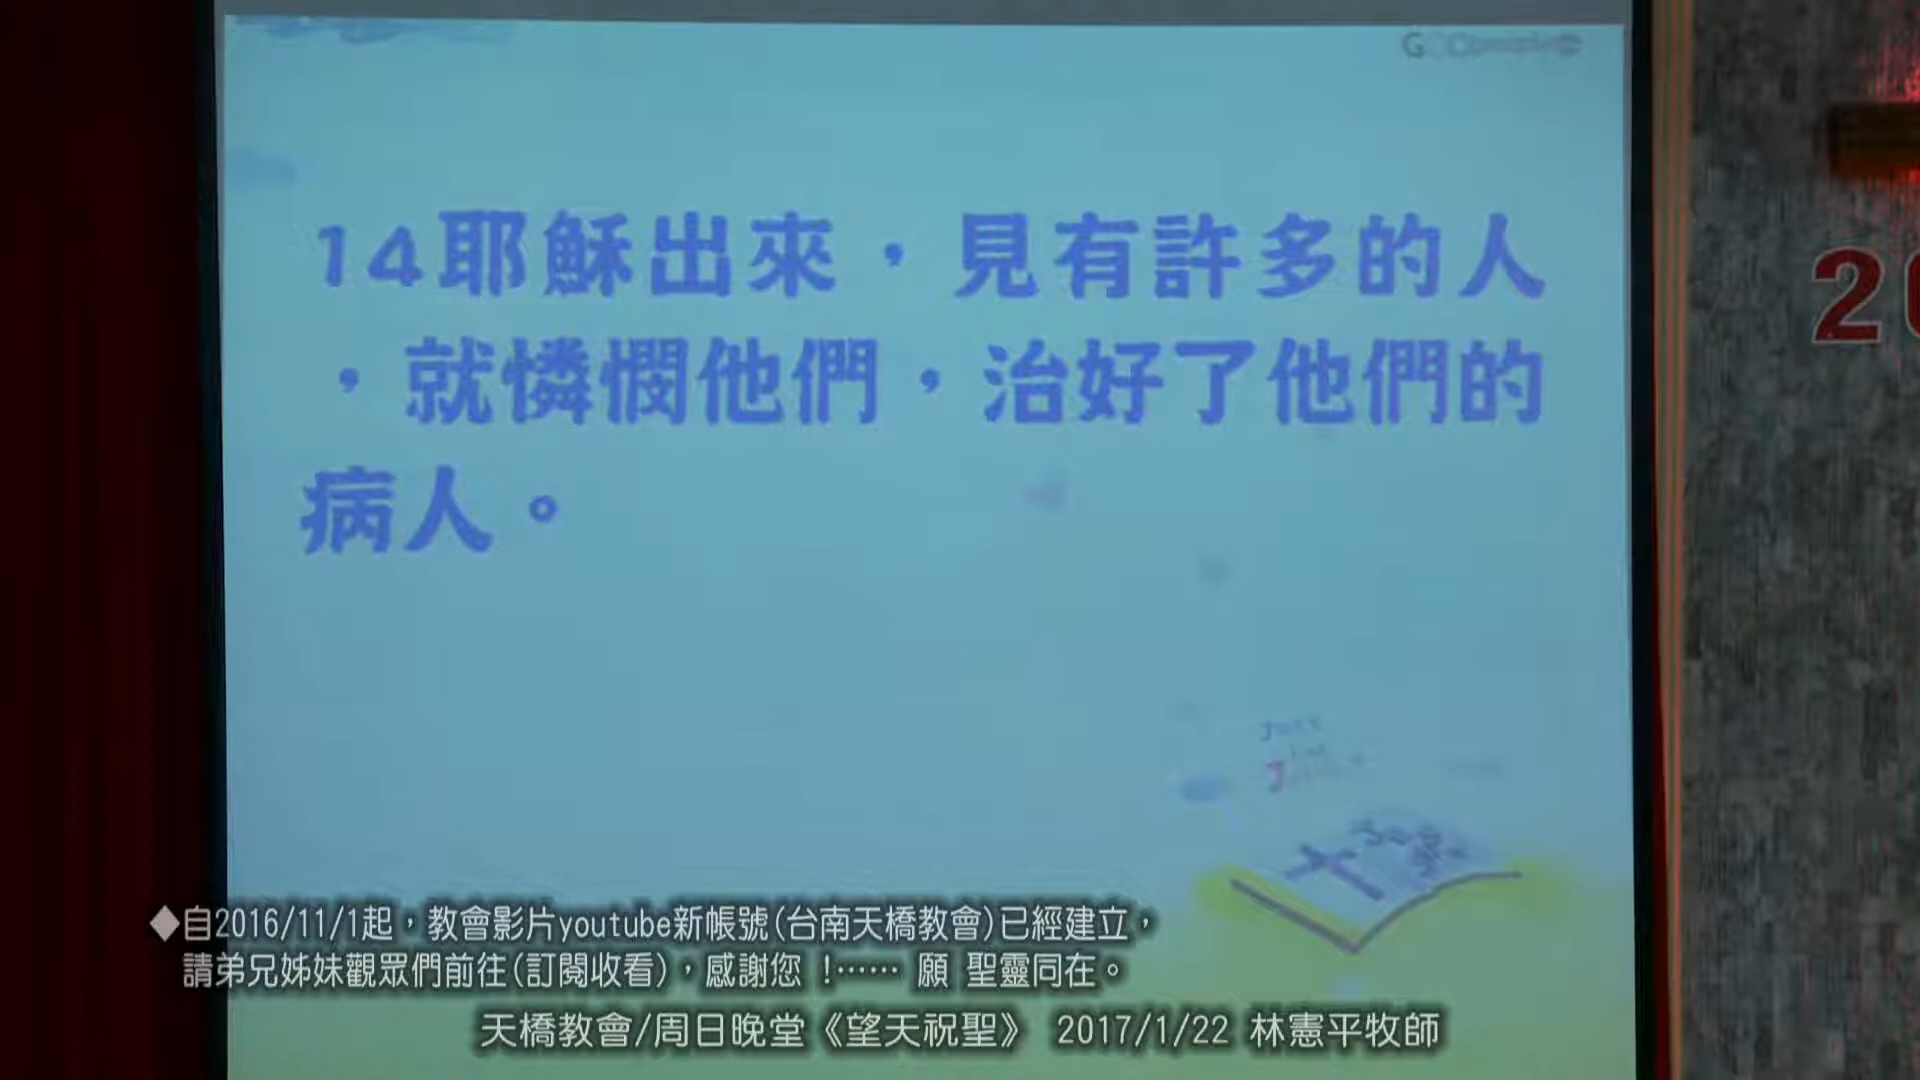 14耶穌出來，見有許多的人
，就憐憫他們，治好了他們的
病人。
◆自2016/11/1起，教會影片youtube新帳號(台南天橋教會)已經建立，
請弟兄姊妹觀眾們前往(訂閱收看)，感謝您 !…… 願 聖靈同在。
天橋教會/周日晚堂《望天祝聖》 2017/1/22 林憲平牧師